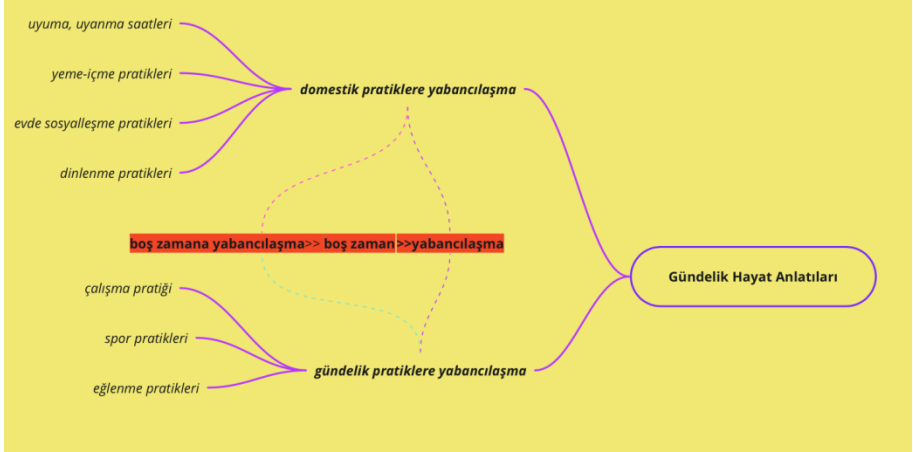 uyuma, uyanma saatleri
yeme-içme pratikleri
evde sosyalleşme pratikleri
dinlenme pratikleri
domestik pratiklere yabancılaşma
boş zamana yabancılaşma>> boş zaman>>yabancılaşma
Gündelik Hayat Anlatıları
çalışma pratiği
spor pratikleri
eğlenme pratikleri
gündelik pratiklere yabancılaşma